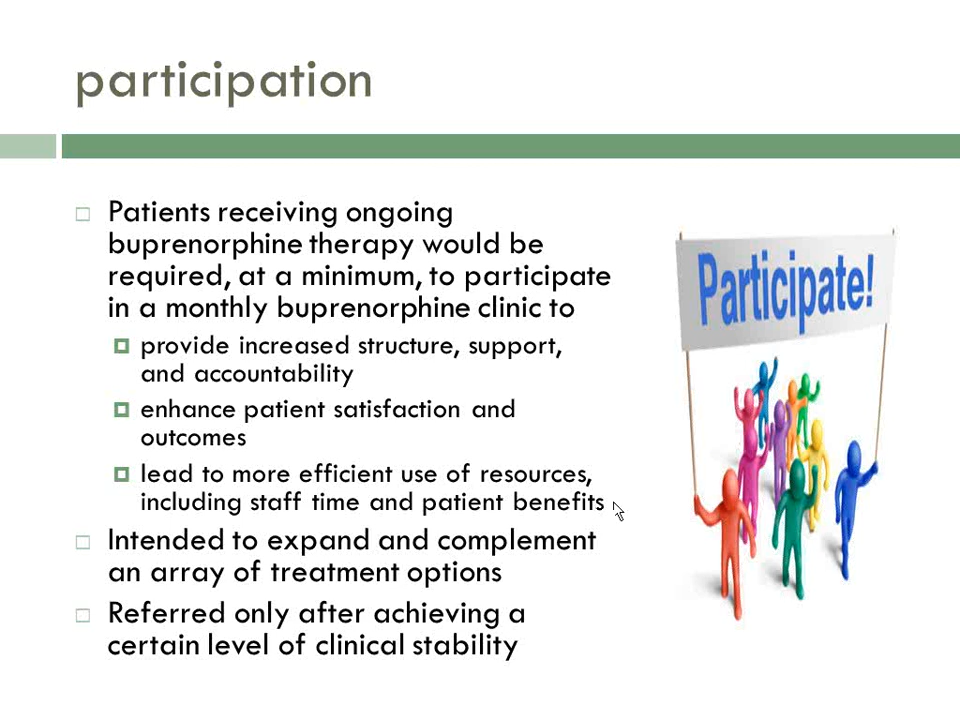 participation
Patients receiving ongoing
buprenorphine therapy would be
required, at a minimum, to participate
in a monthly buprenorphine clinic to
provide increased structure, support,
and accountability
enhance patient satisfaction and
outcomes
lead to more efficient use of resources,
including staff time and patient benefits
Intended to expand and complement
an array of treatment options
Referred only after achieving a
certain level of clinical stability
Participate!